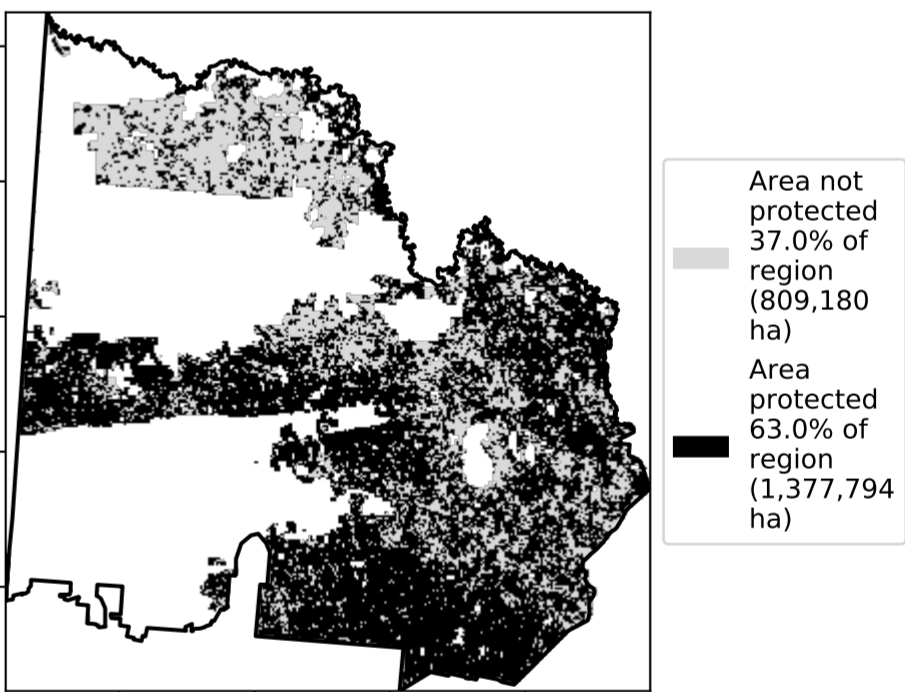 Area not
protected
37.0% of
region
(809,180
ha)
Area
protected
63.0% of
region
(1,377,794
ha)